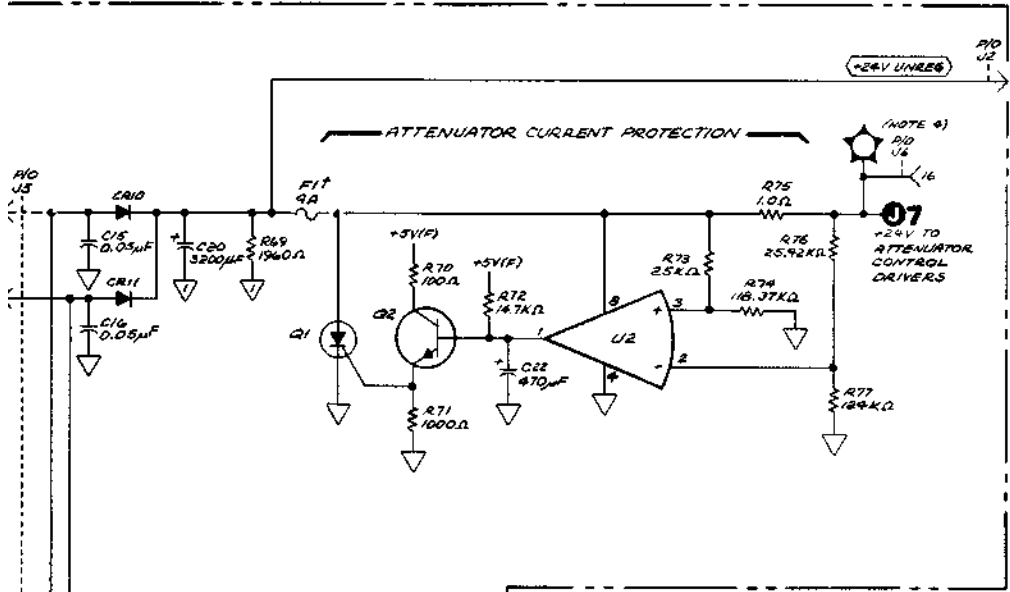 P/O
J2
+24V UNREG
ATTENUATOR CURRENT PROTECTION
(NOTE 4)
P/O
J6
16
P/O
J5
CR10
F1†
4A
R75
1.0Ω
J7
+24V TO
ATTENUATOR
CONTROL
DRIVERS
C15
0.05µF
C20
3200µF
R69
1960Ω
+5V(F)
R70
100Ω
+5V(F)
R72
14.7KΩ
R73
25KΩ
R76
25.92KΩ
R74
118.37KΩ
CR11
C16
0.05µF
Q1
Q2
8
3
+
U2
1
2
-
4
C22
470µF
R71
1000Ω
R77
124KΩ